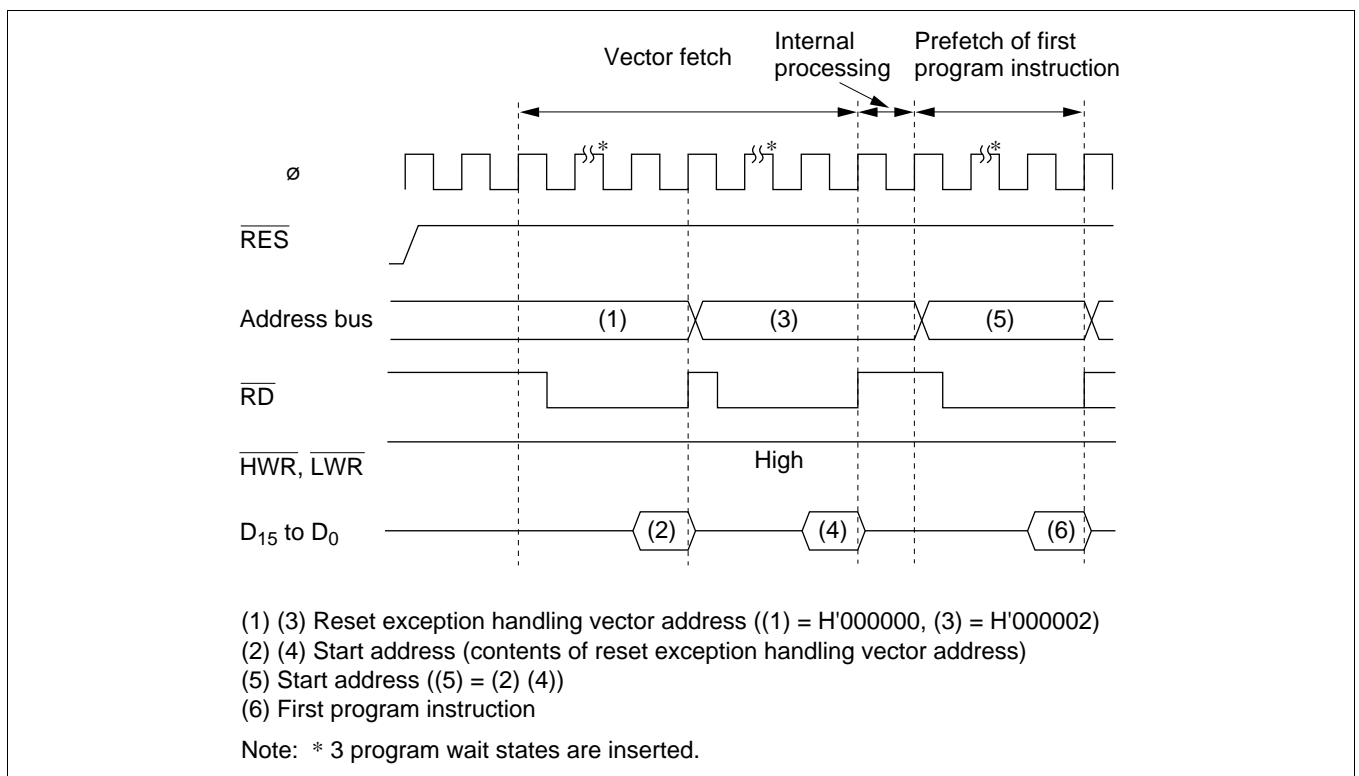 Vector fetch
Internal
processing
Prefetch of first
program instruction
* * *
ø
RES
Address bus (1) (3) (5)
RD
HWR, LWR High
D15 to D0 (2) (4) (6)
(1) (3) Reset exception handling vector address ((1) = H'000000, (3) = H'000002)
(2) (4) Start address (contents of reset exception handling vector address)
(5) Start address ((5) = (2) (4))
(6) First program instruction
Note: * 3 program wait states are inserted.